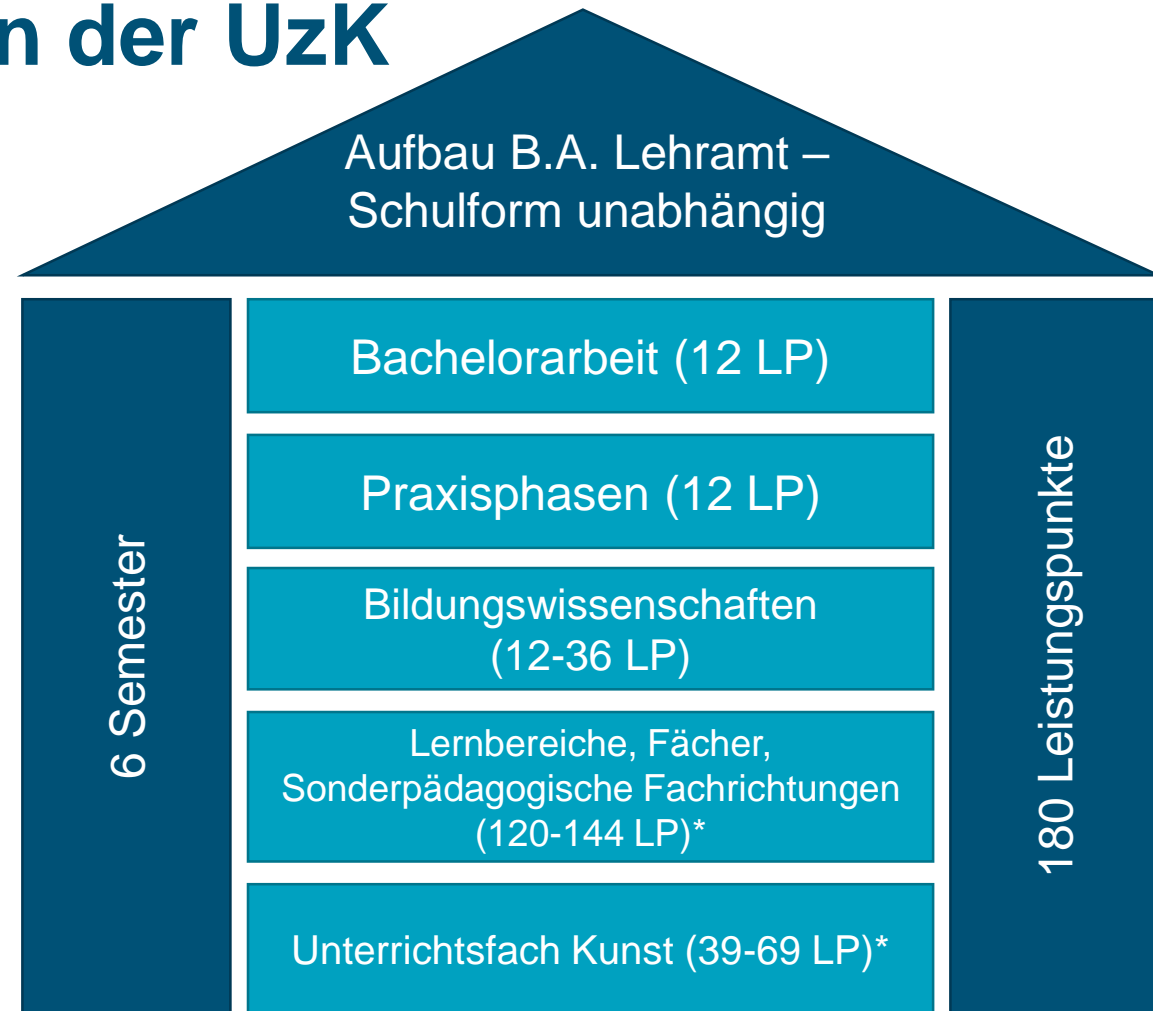 n der UzK
Aufbau B.A. Lehramt –
Schulform unabhängig
6 Semester
Bachelorarbeit (12 LP)
Praxisphasen (12 LP)
Bildungswissenschaften
(12-36 LP)
Lernbereiche, Fächer,
Sonderpädagogische Fachrichtungen
(120-144 LP)*
Unterrichtsfach Kunst (39-69 LP)*
180 Leistungspunkte